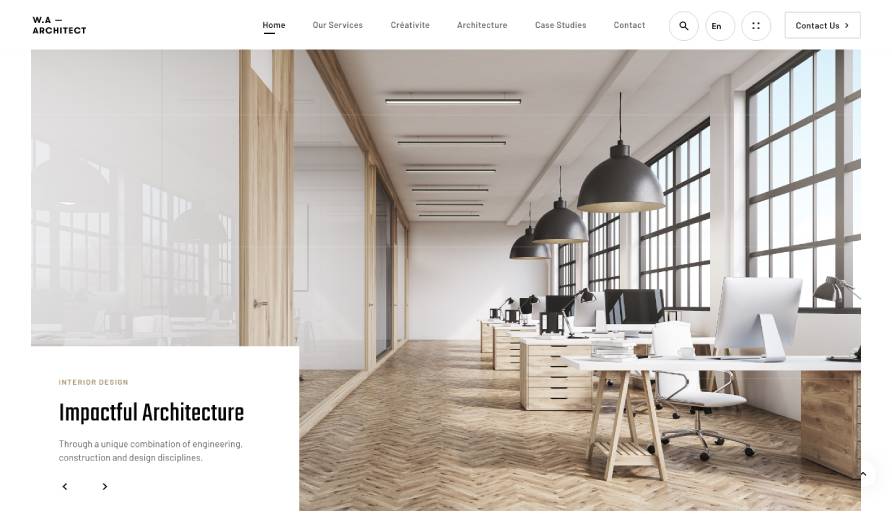 W.A —
ARCHITECT
Home
Our Services
Créativite
Architecture
Case Studies
Contact
En
Contact Us
INTERIOR DESIGN
Impactful Architecture
Through a unique combination of engineering,
construction and design disciplines.